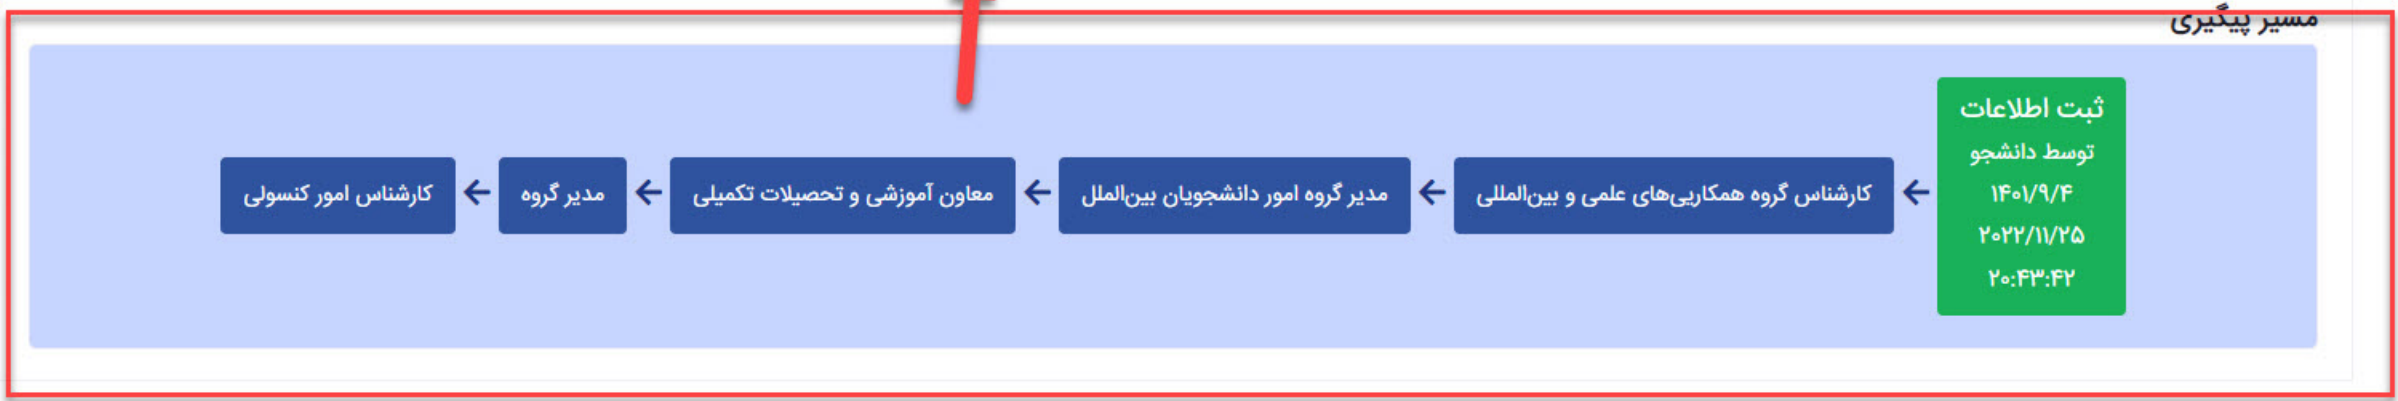 مسیر پیگیری
ثبت اطلاعات
توسط دانشجو
۱۴۰۱/۹/۴
۲۰۲۲/۱۱/۲۵
۲۰:۴۳:۴۲
کارشناس گروه همکاریی‌های علمی و بین‌المللی
مدیر گروه امور دانشجویان بین‌الملل
معاون آموزشی و تحصیلات تکمیلی
مدیر گروه
کارشناس امور کنسولی